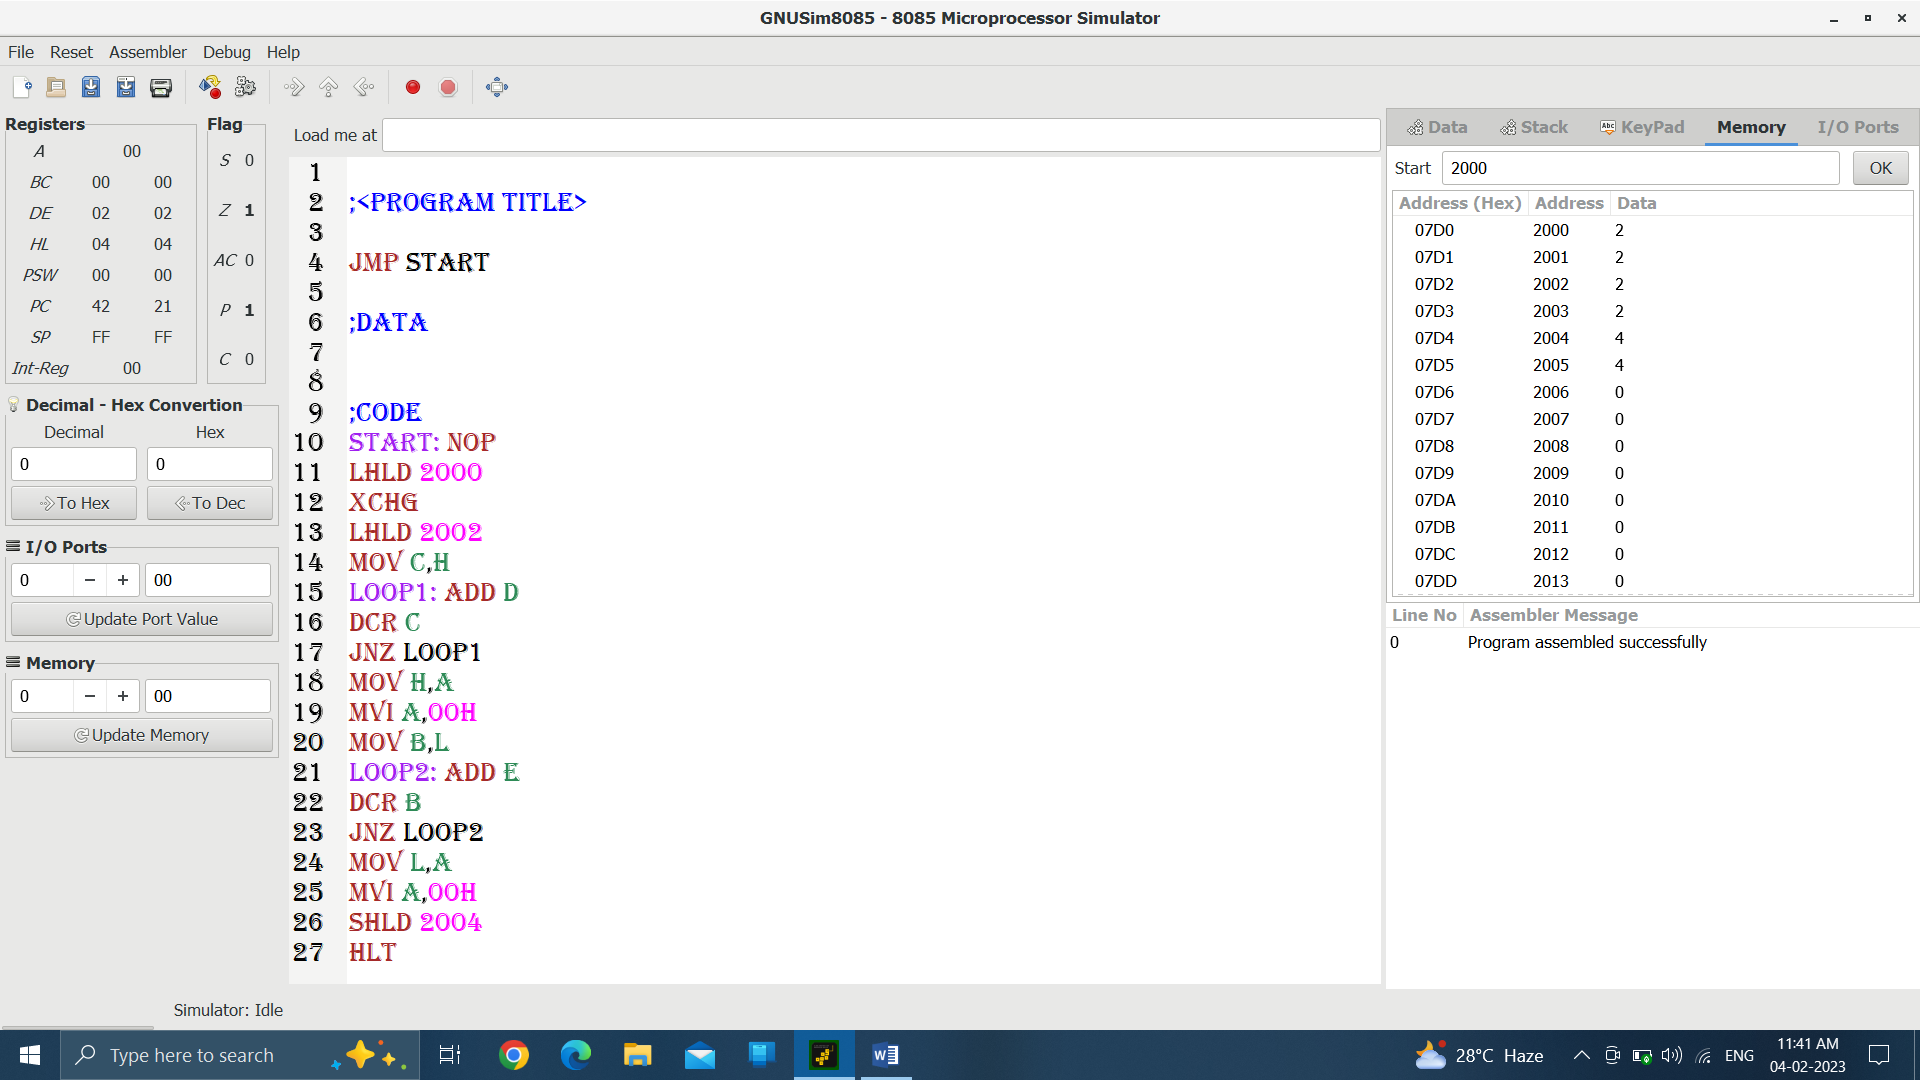 GNUSim8085 - 8085 Microprocessor Simulator
File Reset Assembler Debug Help
Registers
A 00
BC 00 00
DE 02 02
HL 04 04
PSW 00 00
PC 42 21
SP FF FF
Int-Reg 00
Flag
S 0
Z 1
AC 0
P 1
C 0
Decimal - Hex Convertion
Decimal Hex
0 0
To Hex To Dec
I/O Ports
0 − + 00
Update Port Value
Memory
0 − + 00
Update Memory
Load me at
1
2 ;<PROGRAM TITLE>
3
4 JMP START
5
6 ;DATA
7
8
9 ;CODE
10 START: NOP
11 LHLD 2000
12 XCHG
13 LHLD 2002
14 MOV C,H
15 LOOP1: ADD D
16 DCR C
17 JNZ LOOP1
18 MOV H,A
19 MVI A,00H
20 MOV B,L
21 LOOP2: ADD E
22 DCR B
23 JNZ LOOP2
24 MOV L,A
25 MVI A,00H
26 SHLD 2004
27 HLT
Data Stack Abc KeyPad Memory I/O Ports
Start 2000 OK
Address (Hex) Address Data
07D0 2000 2
07D1 2001 2
07D2 2002 2
07D3 2003 2
07D4 2004 4
07D5 2005 4
07D6 2006 0
07D7 2007 0
07D8 2008 0
07D9 2009 0
07DA 2010 0
07DB 2011 0
07DC 2012 0
07DD 2013 0
Line No Assembler Message
0 Program assembled successfully
Simulator: Idle
Type here to search
28°C Haze
ENG
11:41 AM
04-02-2023